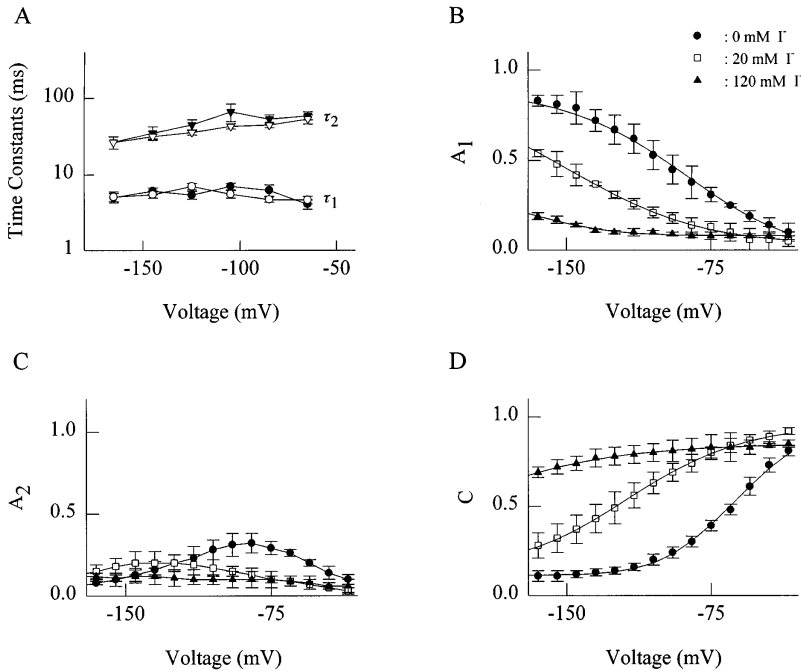 A
Time Constants (ms)
100
10
1
τ2
τ1
-150
-100
-50
Voltage (mV)
B
● : 0 mM I-
□ : 20 mM I-
▲ : 120 mM I-
A1
1.0
0.5
0.0
-150
-75
Voltage (mV)
C
A2
1.0
0.5
0.0
-150
-75
Voltage (mV)
D
C
1.0
0.5
0.0
-150
-75
Voltage (mV)